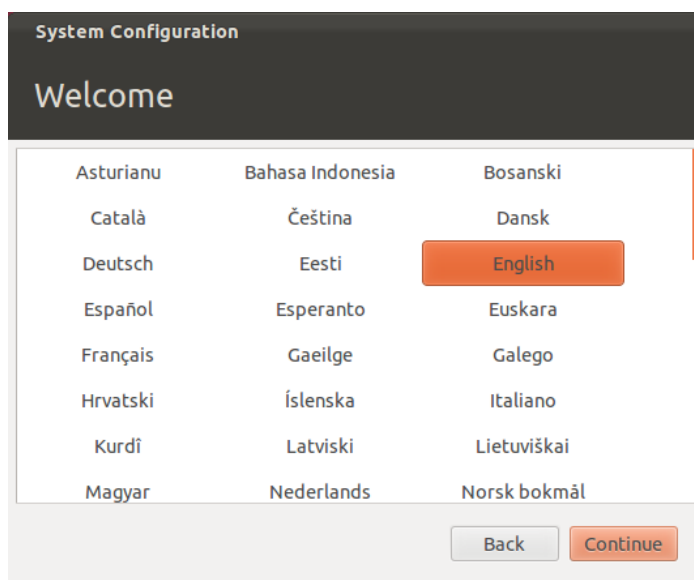 System Configuration
Welcome
Asturianu Bahasa Indonesia Bosanski
Català Čeština Dansk
Deutsch Eesti English
Español Esperanto Euskara
Français Gaeilge Galego
Hrvatski Íslenska Italiano
Kurdî Latviski Lietuviškai
Magyar Nederlands Norsk bokmål
Back Continue